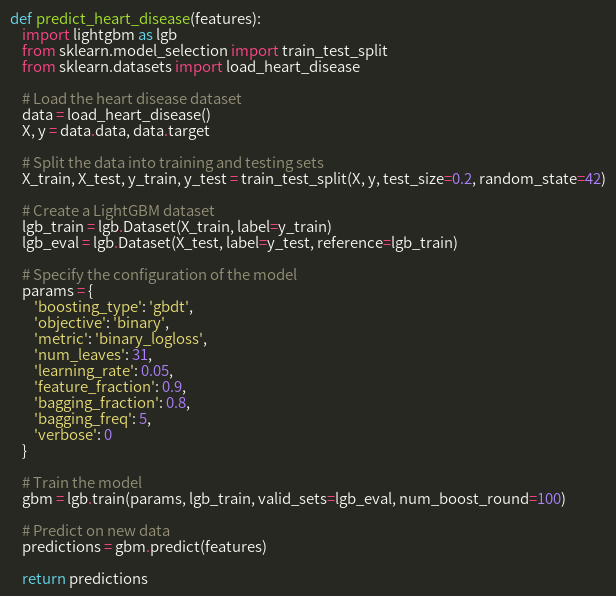 def predict_heart_disease(features):
    import lightgbm as lgb
    from sklearn.model_selection import train_test_split
    from sklearn.datasets import load_heart_disease

    # Load the heart disease dataset
    data = load_heart_disease()
    X, y = data.data, data.target

    # Split the data into training and testing sets
    X_train, X_test, y_train, y_test = train_test_split(X, y, test_size=0.2, random_state=42)

    # Create a LightGBM dataset
    lgb_train = lgb.Dataset(X_train, label=y_train)
    lgb_eval = lgb.Dataset(X_test, label=y_test, reference=lgb_train)

    # Specify the configuration of the model
    params = {
        'boosting_type': 'gbdt',
        'objective': 'binary',
        'metric': 'binary_logloss',
        'num_leaves': 31,
        'learning_rate': 0.05,
        'feature_fraction': 0.9,
        'bagging_fraction': 0.8,
        'bagging_freq': 5,
        'verbose': 0
    }

    # Train the model
    gbm = lgb.train(params, lgb_train, valid_sets=lgb_eval, num_boost_round=100)

    # Predict on new data
    predictions = gbm.predict(features)

    return predictions